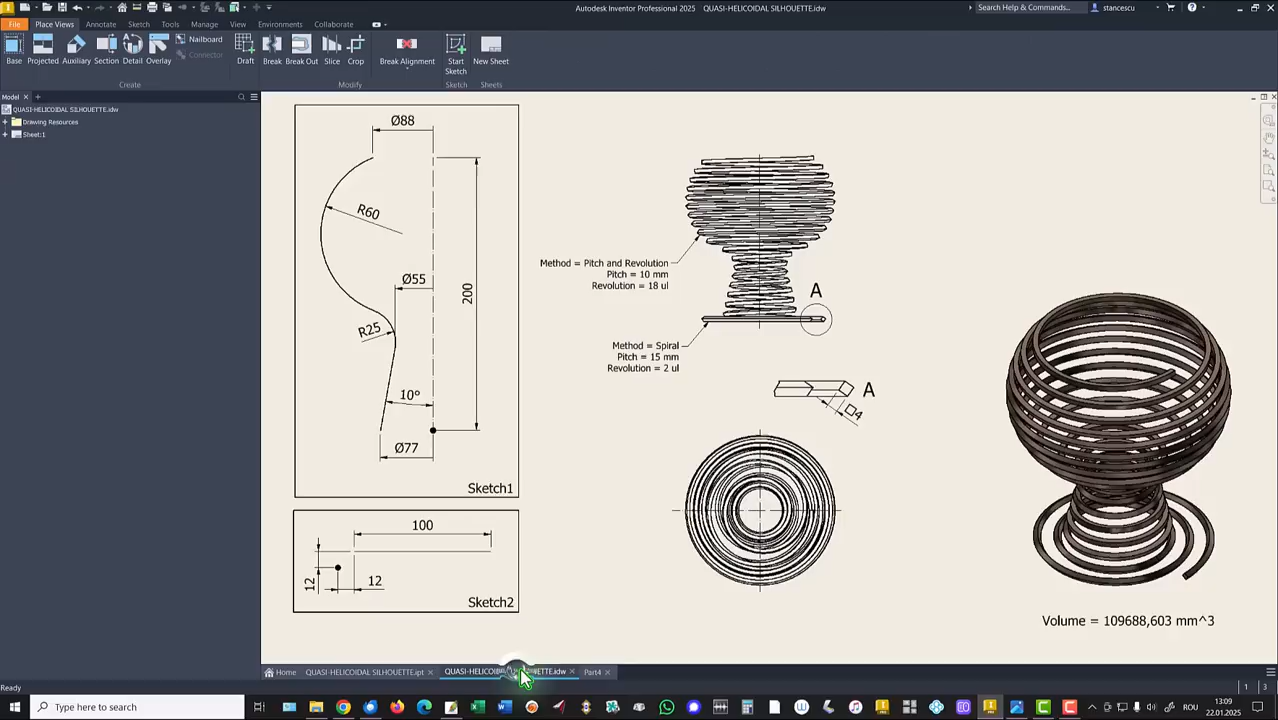 Autodesk Inventor Professional 2025 QUASI-HELICOIDAL SILHOUETTE.idw
Search Help & Commands...
stancescu
File Place Views Annotate Sketch Tools Manage View Environments Collaborate
Base Projected Auxiliary Section Detail Overlay
Nailboard
Connector
Draft Break Break Out Slice Crop
Break Alignment
Start
Sketch
New Sheet
Create
Modify
Sketch
Sheets
Model
QUASI-HELICOIDAL SILHOUETTE.idw
Drawing Resources
Sheet:1
Ø88
R60
Ø55
200
R25
10°
Ø77
Sketch1
100
12
12
Sketch2
Method = Pitch and Revolution
Pitch = 10 mm
Revolution = 18 ul
A
Method = Spiral
Pitch = 15 mm
Revolution = 2 ul
A
□4
Volume = 109688,603 mm^3
Home
QUASI-HELICOIDAL SILHOUETTE.ipt
Part4
Ready
1 3
Type here to search
13:09
22.01.2025